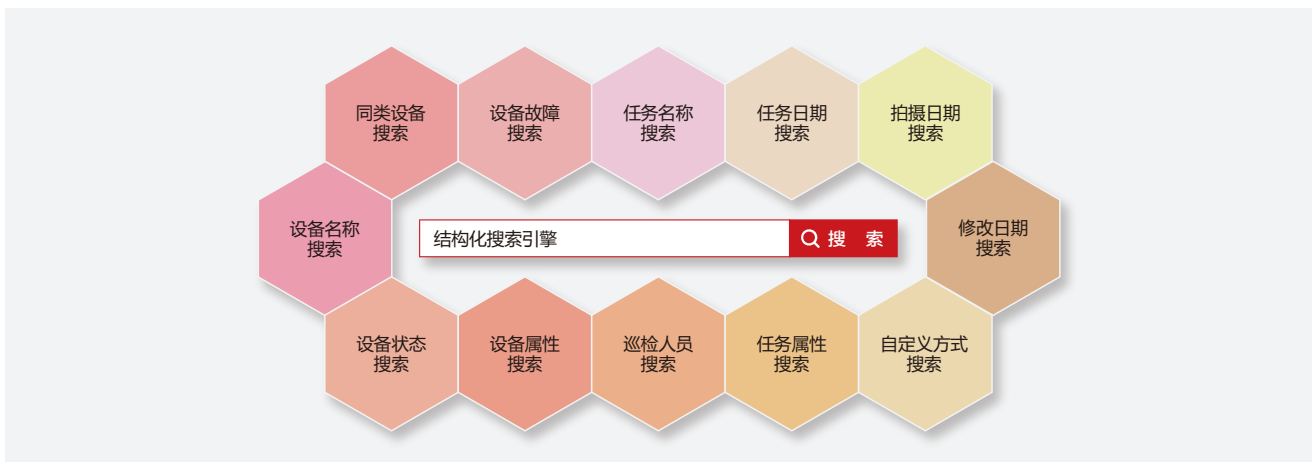 同类设备
搜索
设备故障
搜索
任务名称
搜索
任务日期
搜索
拍摄日期
搜索
设备名称
搜索
结构化搜索引擎
搜 索
修改日期
搜索
设备状态
搜索
设备属性
搜索
巡检人员
搜索
任务属性
搜索
自定义方式
搜索